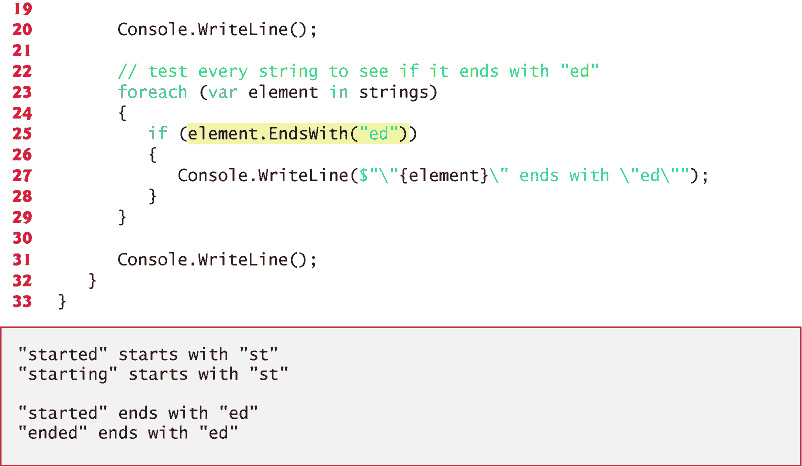 19
20 Console.WriteLine();
21
22 // test every string to see if it ends with "ed"
23 foreach (var element in strings)
24 {
25 if (element.EndsWith("ed"))
26 {
27 Console.WriteLine($"\"{element}\" ends with \"ed\"");
28 }
29 }
30
31 Console.WriteLine();
32 }
33 }
"started" starts with "st"
"starting" starts with "st"
"started" ends with "ed"
"ended" ends with "ed"